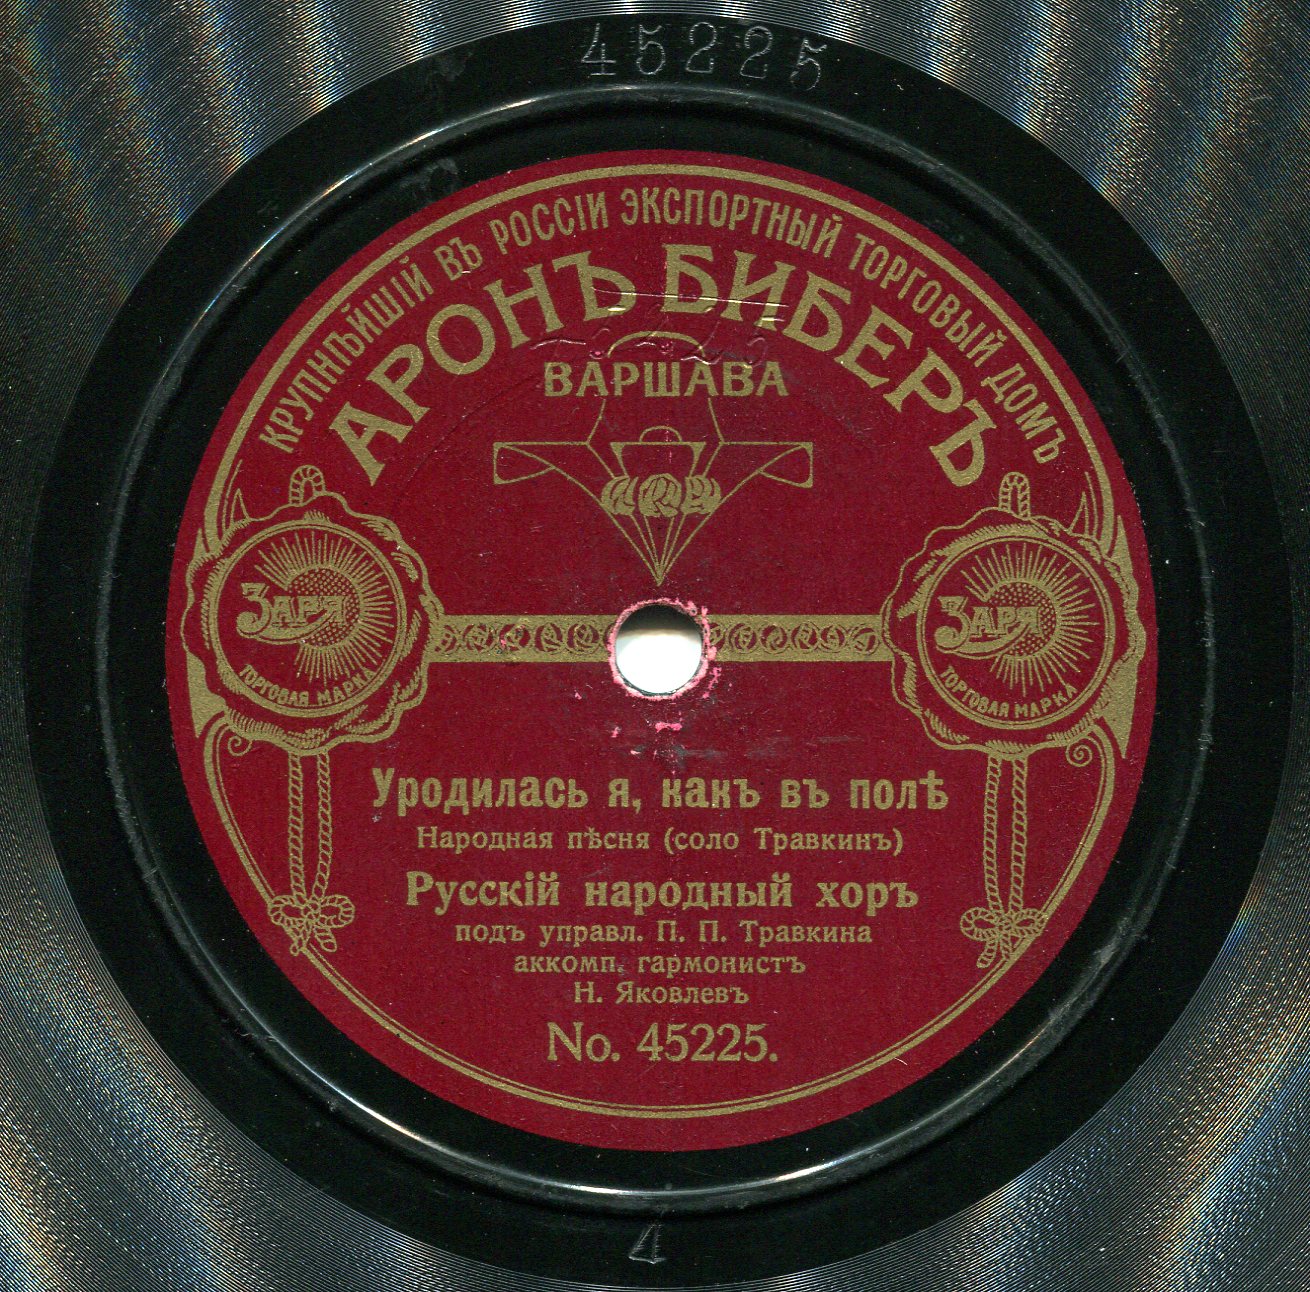 45225
КРУПНѢЙШІЙ ВЪ РОССІИ ЭКСПОРТНЫЙ ТОРГОВЫЙ ДОМЪ
АРОНЪ БИБЕРЪ
ВАРШАВА
ЗАРЯ
ТОРГОВАЯ МАРКА
ЗАРЯ
ТОРГОВАЯ МАРКА
Уродилась я, какъ въ полѣ
Народная пѣсня (соло Травкинъ)
Русскій народный хоръ
подъ управл. П. П. Травкина
аккомп. гармонистъ
Н. Яковлевъ
No. 45225.
4